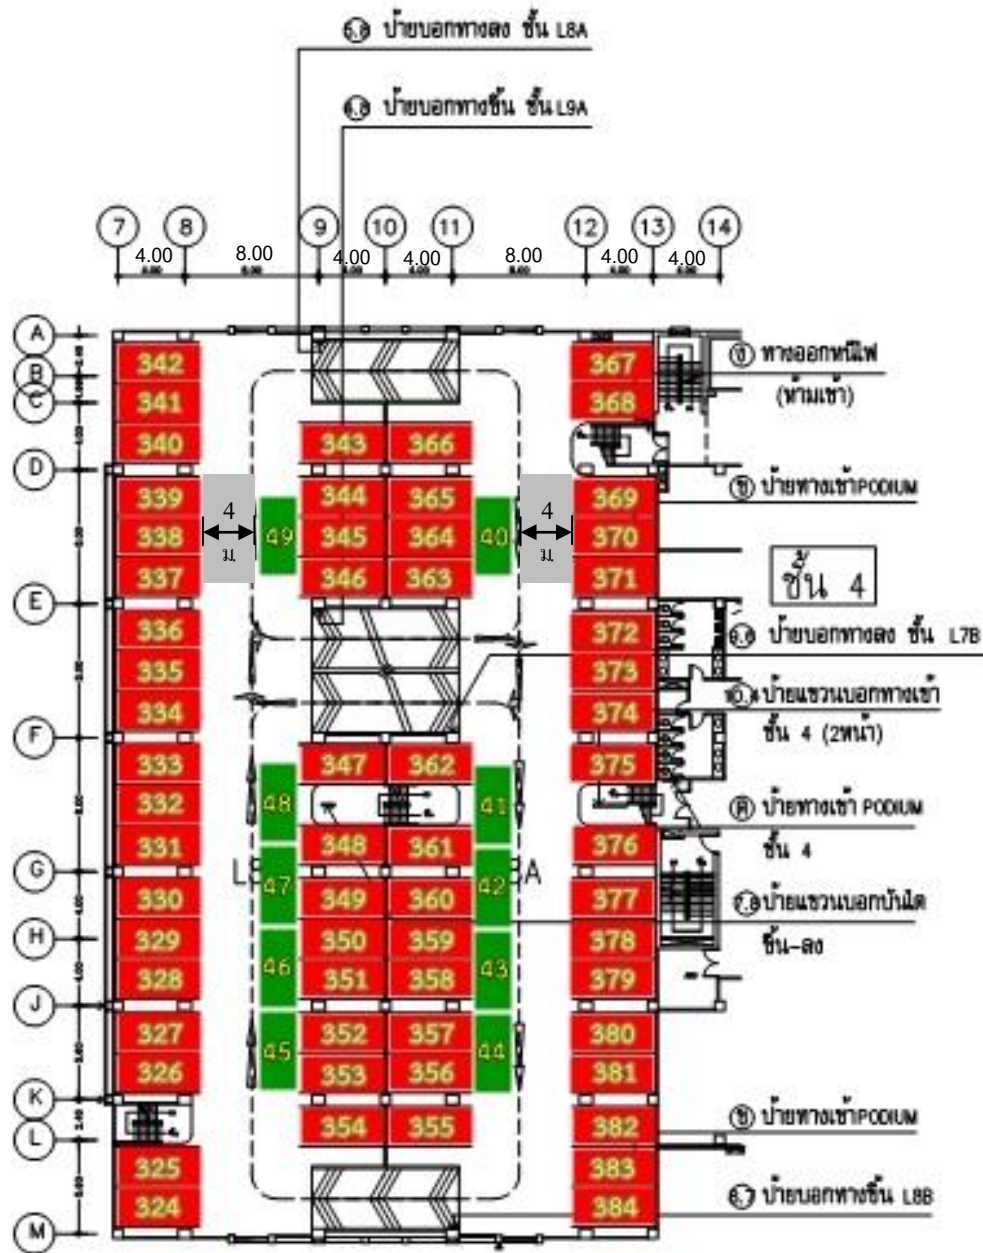 5.8 ป้ายบอกทางลง ชั้น L8A
6.8 ป้ายบอกทางขึ้น ชั้น L9A
7 8 9 10 11 12 13 14
4.00 8.00 4.00 4.00 8.00 4.00 4.00
A
342 367
ทางออกหนีไฟ
B
(ห้ามเข้า)
C
341 368
340 343 366
D
ป้ายทางเข้าPODIUM
339 344 365 369
4 4
338 49 345 364 40 370
ม. ม.
337 346 363 371
ชั้น 4
E
336 372
ป้ายบอกทางลง ชั้น L7B
335 373
ป้ายแขวนบอกทางเข้า
334 374
ชั้น 4 (2หน้า)
F
333 347 362 375
332 48 41
ป้ายทางเข้า PODIUM
ชั้น 4
331 348 361 376
G
L A
330 47 349 360 42 377
ป้ายแขวนบอกบันได
ขึ้น-ลง
H
329 350 359 378
328 46 351 358 43 379
J
327 352 357 380
45 44
326 353 356 381
K
354 355 382
ป้ายทางเข้าPODIUM
L
325 383
ป้ายบอกทางขึ้น L8B
324 384
M